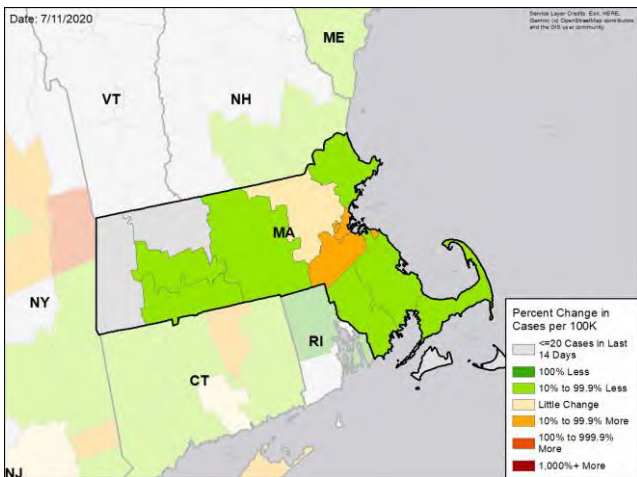 Date: 7/11/2020
Service Layer Credits: Esri, HERE,
Garmin, (c) OpenStreetMap contributors,
and the GIS user community
ME
VT
NH
MA
NY
CT
RI
NJ
Percent Change in
Cases per 100K
<=20 Cases in Last
14 Days
100% Less
10% to 99.9% Less
Little Change
10% to 99.9% More
100% to 999.9%
More
1,000%+ More